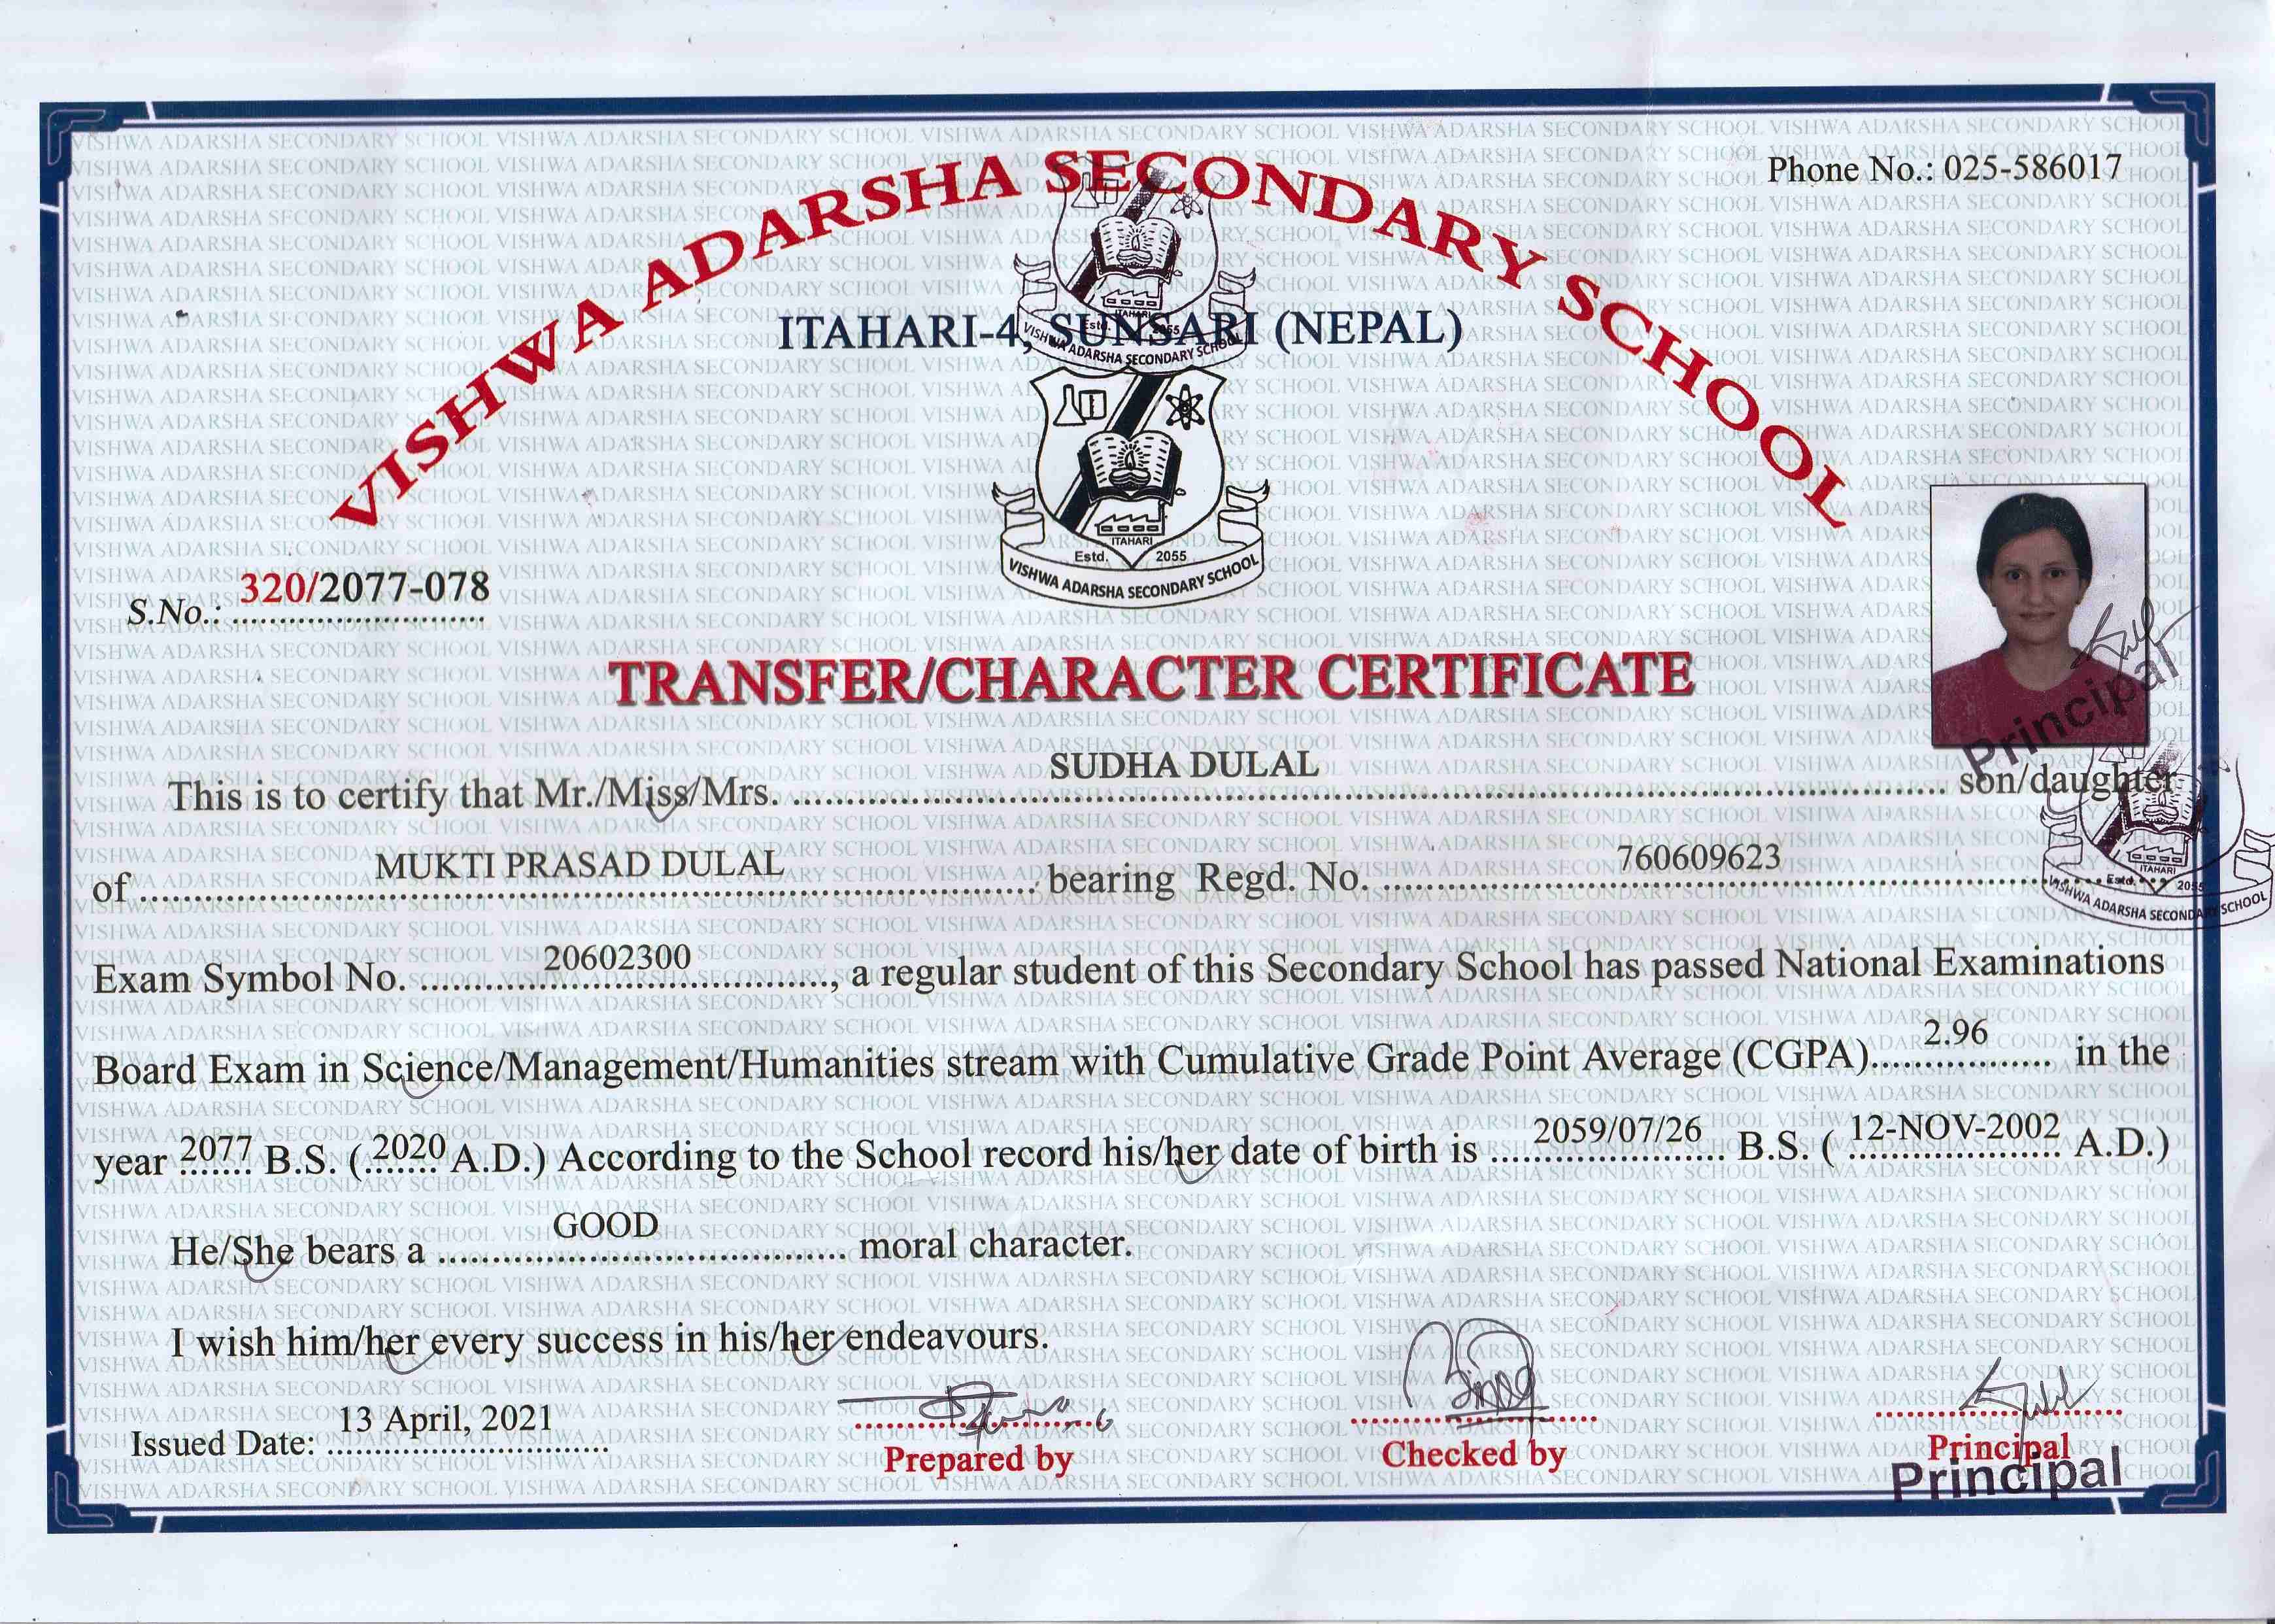 Phone No.: 025-586017
VISHWA ADARSHA SECONDARY SCHOOL
ITAHARI-4, SUNSARI (NEPAL)
ITAHARI
Estd. 2055
VISHWA ADARSHA SECONDARY SCHOOL
ITAHARI
Estd. 2055
VISHWA ADARSHA SECONDARY SCHOOL
S.No.: 320/2077-078
TRANSFER/CHARACTER CERTIFICATE
Principal
This is to certify that Mr./Miss/Mrs. SUDHA DULAL son/daughter
of MUKTI PRASAD DULAL bearing Regd. No. 760609623
ITAHARI
Estd. 2055
VISHWA ADARSHA SECONDARY SCHOOL
Exam Symbol No. 20602300, a regular student of this Secondary School has passed National Examinations
Board Exam in Science/Management/Humanities stream with Cumulative Grade Point Average (CGPA) 2.96 in the
year 2077 B.S. (2020 A.D.) According to the School record his/her date of birth is 2059/07/26 B.S. (12-NOV-2002 A.D.)
He/She bears a GOOD moral character.
I wish him/her every success in his/her endeavours.
Issued Date: 13 April, 2021
Prepared by
Checked by
Principal
Principal